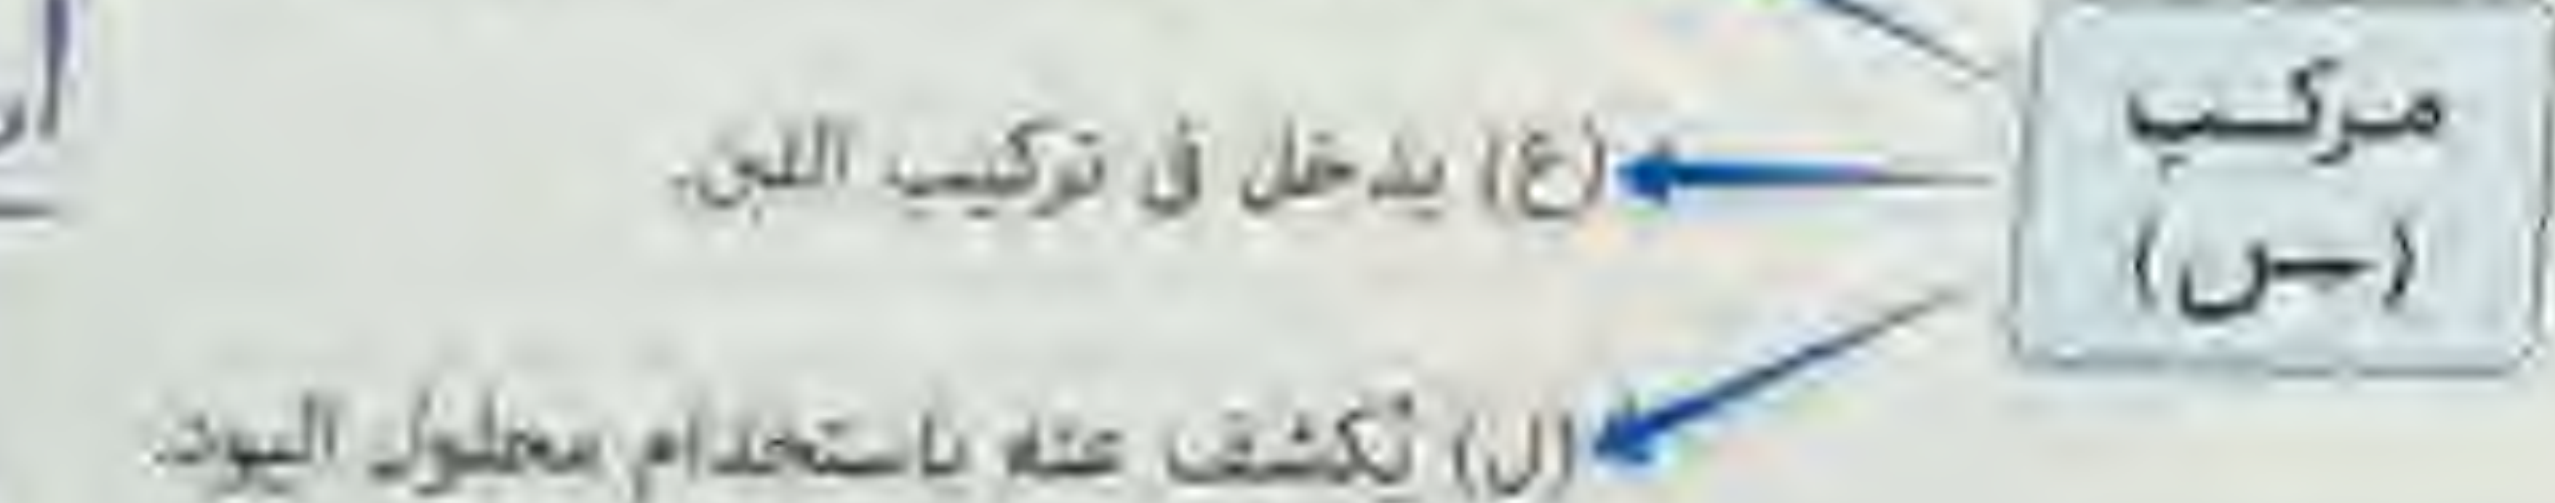 مركب
(س)
(ع) يدخل في تركيب اللبن.
(ل) نُكشف عنه باستخدام محلول اليود.